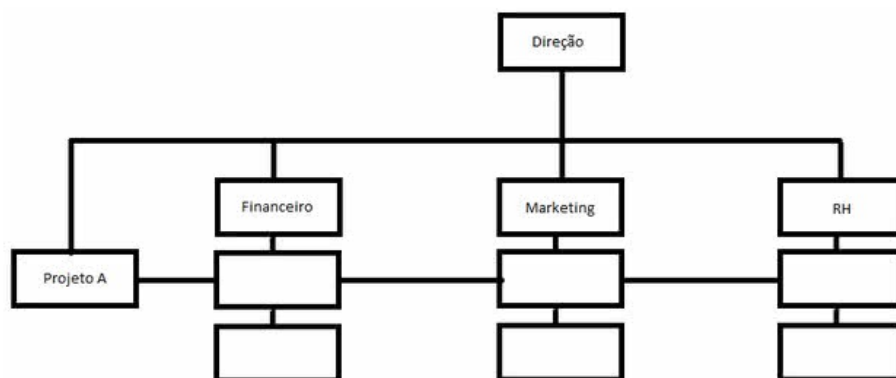 Direção
Financeiro
Marketing
RH
Projeto A